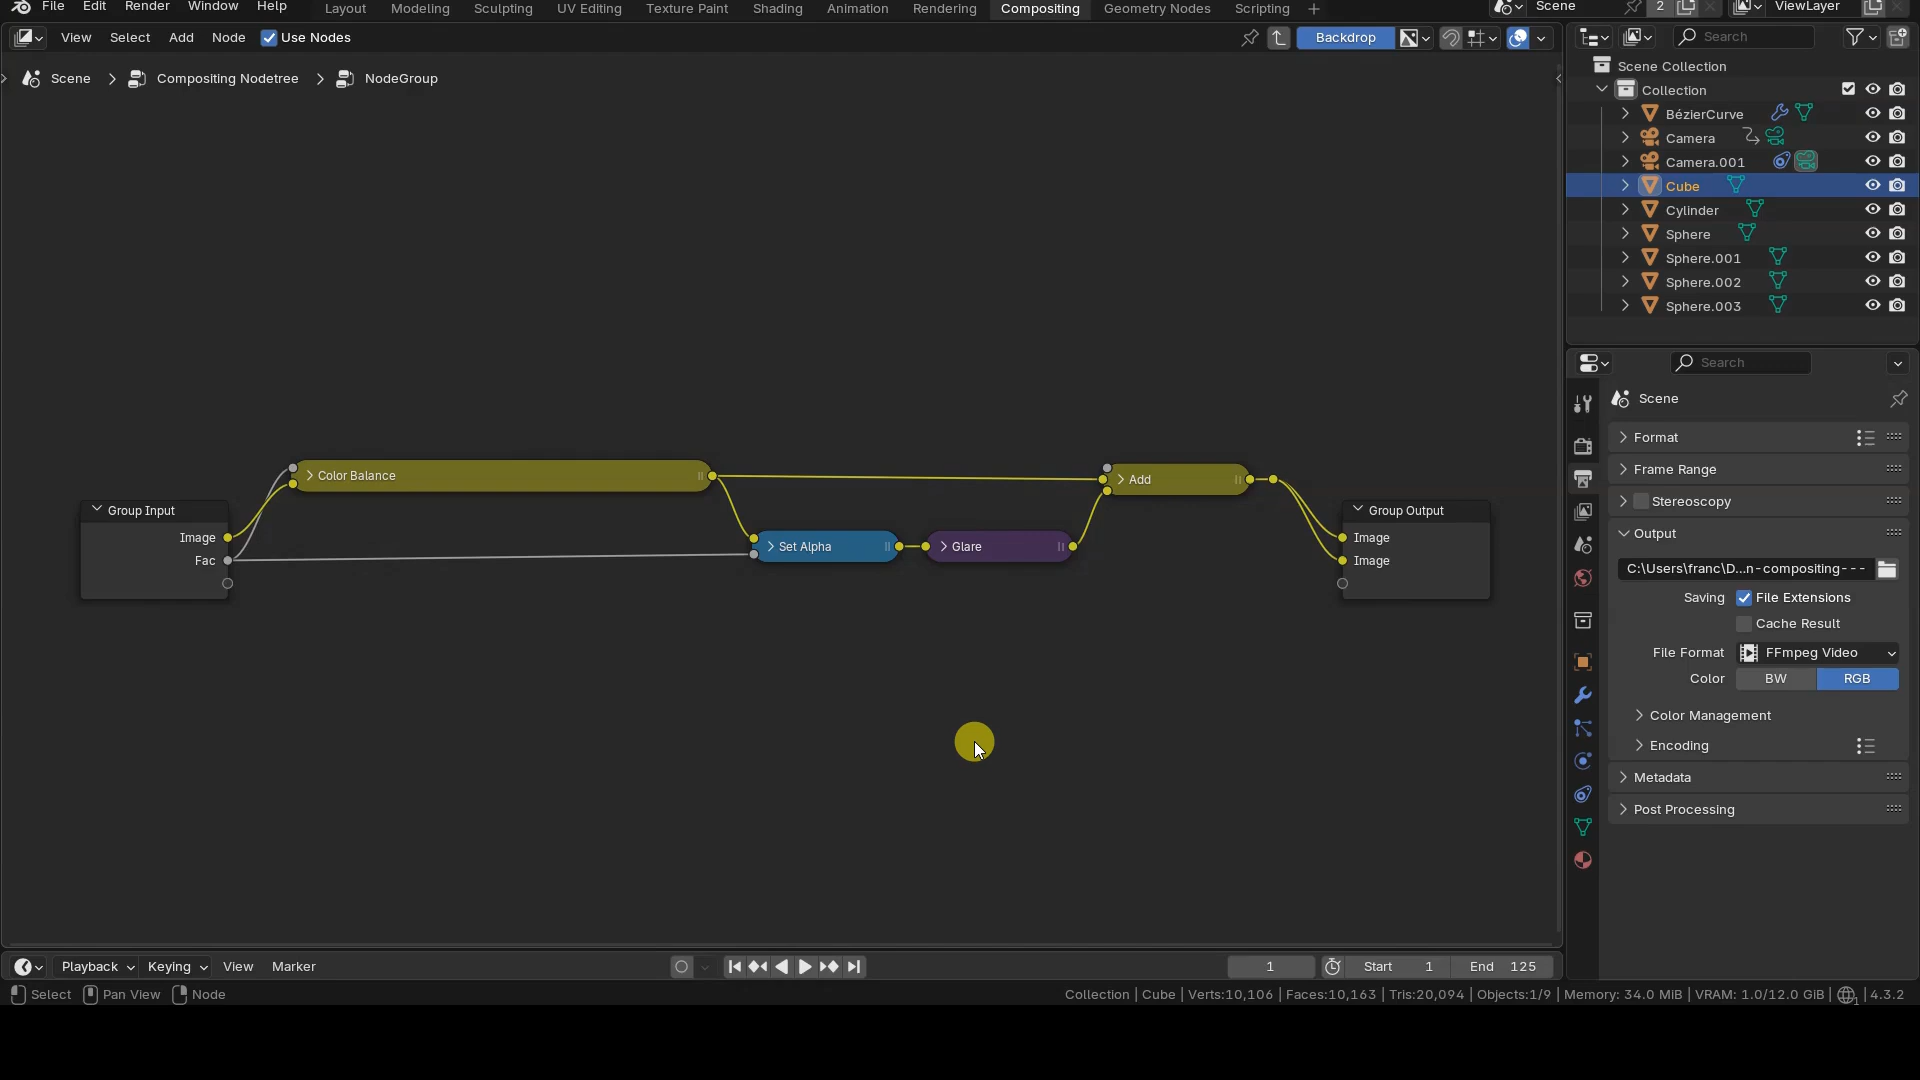 File Edit Render Window Help Layout Modeling Sculpting UV Editing Texture Paint Shading Animation Rendering Compositing Geometry Nodes Scripting + Scene 2 ViewLayer
View Select Add Node Use Nodes Backdrop Search
Scene > Compositing Nodetree > NodeGroup
Scene Collection
Collection
BézierCurve
Camera
Camera.001
Cube
Cylinder
Sphere
Sphere.001
Sphere.002
Sphere.003
Color Balance
Add
Group Input
Image
Fac
Set Alpha
Glare
Group Output
Image
Image
Search
Scene
Format
Frame Range
Stereoscopy
Output
C:\Users\franc\D...n-compositing---
Saving File Extensions
Cache Result
File Format FFmpeg Video
Color BW RGB
Color Management
Encoding
Metadata
Post Processing
Playback Keying View Marker 1 Start 1 End 125
Select Pan View Node Collection | Cube | Verts:10,106 | Faces:10,163 | Tris:20,094 | Objects:1/9 | Memory: 34.0 MiB | VRAM: 1.0/12.0 GiB | 1 | 4.3.2